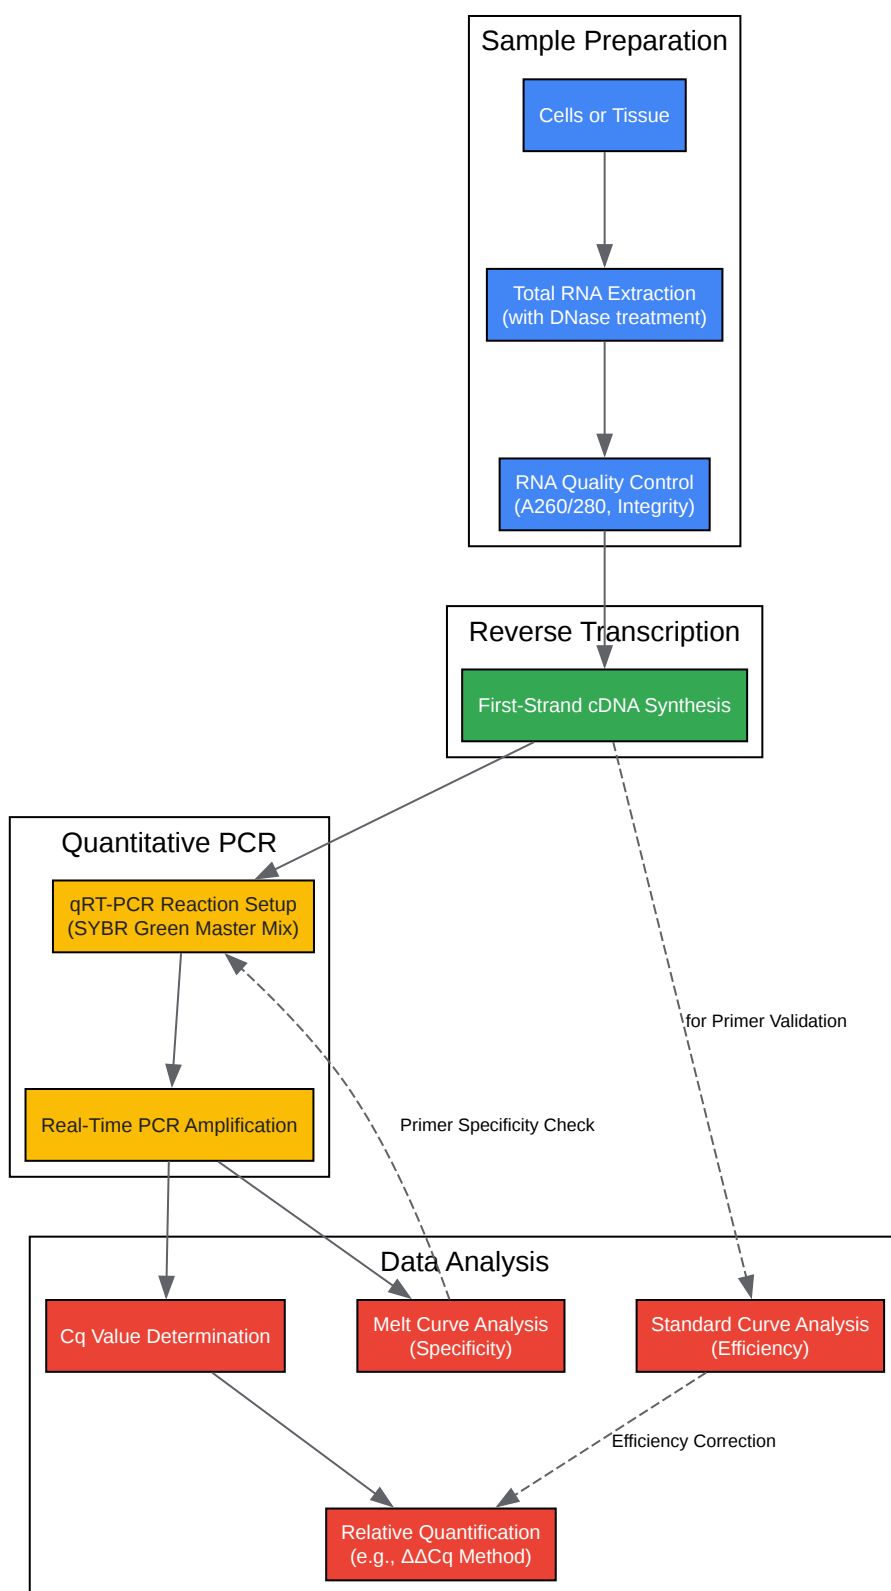 Sample Preparation
Cells or Tissue
Total RNA Extraction
(with DNase treatment)
RNA Quality Control
(A260/280, Integrity)
Reverse Transcription
First-Strand cDNA Synthesis
Quantitative PCR
qRT-PCR Reaction Setup
(SYBR Green Master Mix)
for Primer Validation
Real-Time PCR Amplification
Primer Specificity Check
Data Analysis
Cq Value Determination
Melt Curve Analysis
(Specificity)
Standard Curve Analysis
(Efficiency)
Efficiency Correction
Relative Quantification
(e.g., ΔΔCq Method)